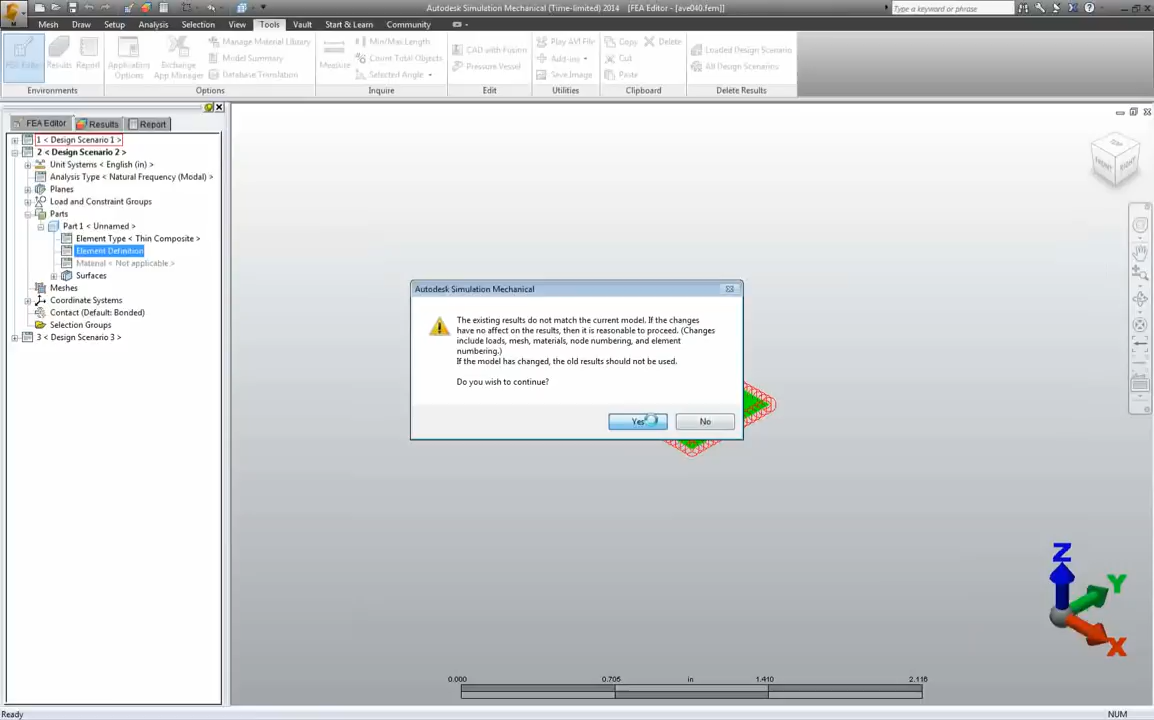 Autodesk Simulation Mechanical (Time-limited) 2014 [FEA Editor - [ave040.fem]]
Type a keyword or phrase
Mesh Draw Setup Analysis Selection View Tools Vault Start & Learn Community
FEA Editor Results Report Application Options Exchange App Manager
Manage Material Library
Model Summary
Database Translation
Measure
Min/Max Length
Count Total Objects
Selected Angle
CAD with Fusion
Pressure Vessel
Play AVI File
Add-ins
Save Image
Copy Delete
Cut
Paste
Loaded Design Scenario
All Design Scenarios
Environments Options Inquire Edit Utilities Clipboard Delete Results
FEA Editor Results Report
1 < Design Scenario 1 >
2 < Design Scenario 2 >
Unit Systems < English (in) >
Analysis Type < Natural Frequency (Modal) >
Planes
Load and Constraint Groups
Parts
Part 1 < Unnamed >
Element Type < Thin Composite >
Element Definition
Material < Not applicable >
Surfaces
Meshes
Coordinate Systems
Contact (Default: Bonded)
Selection Groups
3 < Design Scenario 3 >
Autodesk Simulation Mechanical
The existing results do not match the current model. If the changes
have no affect on the results, then it is reasonable to proceed. (Changes
include loads, mesh, materials, node numbering, and element
numbering.)
If the model has changed, the old results should not be used.
Do you wish to continue?
Yes No
TOP
FRONT RIGHT
Z
Y
X
0.000 0.705 in 1.410 2.115
Ready NUM